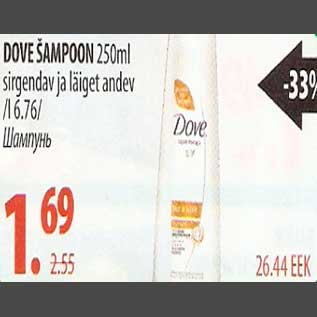 DOVE ŠAMPOON 250ml
sirgendav ja läiget andev
/l 6.76/
Шампунь
-33%
Dove
1.69
2.55
26.44 EEK